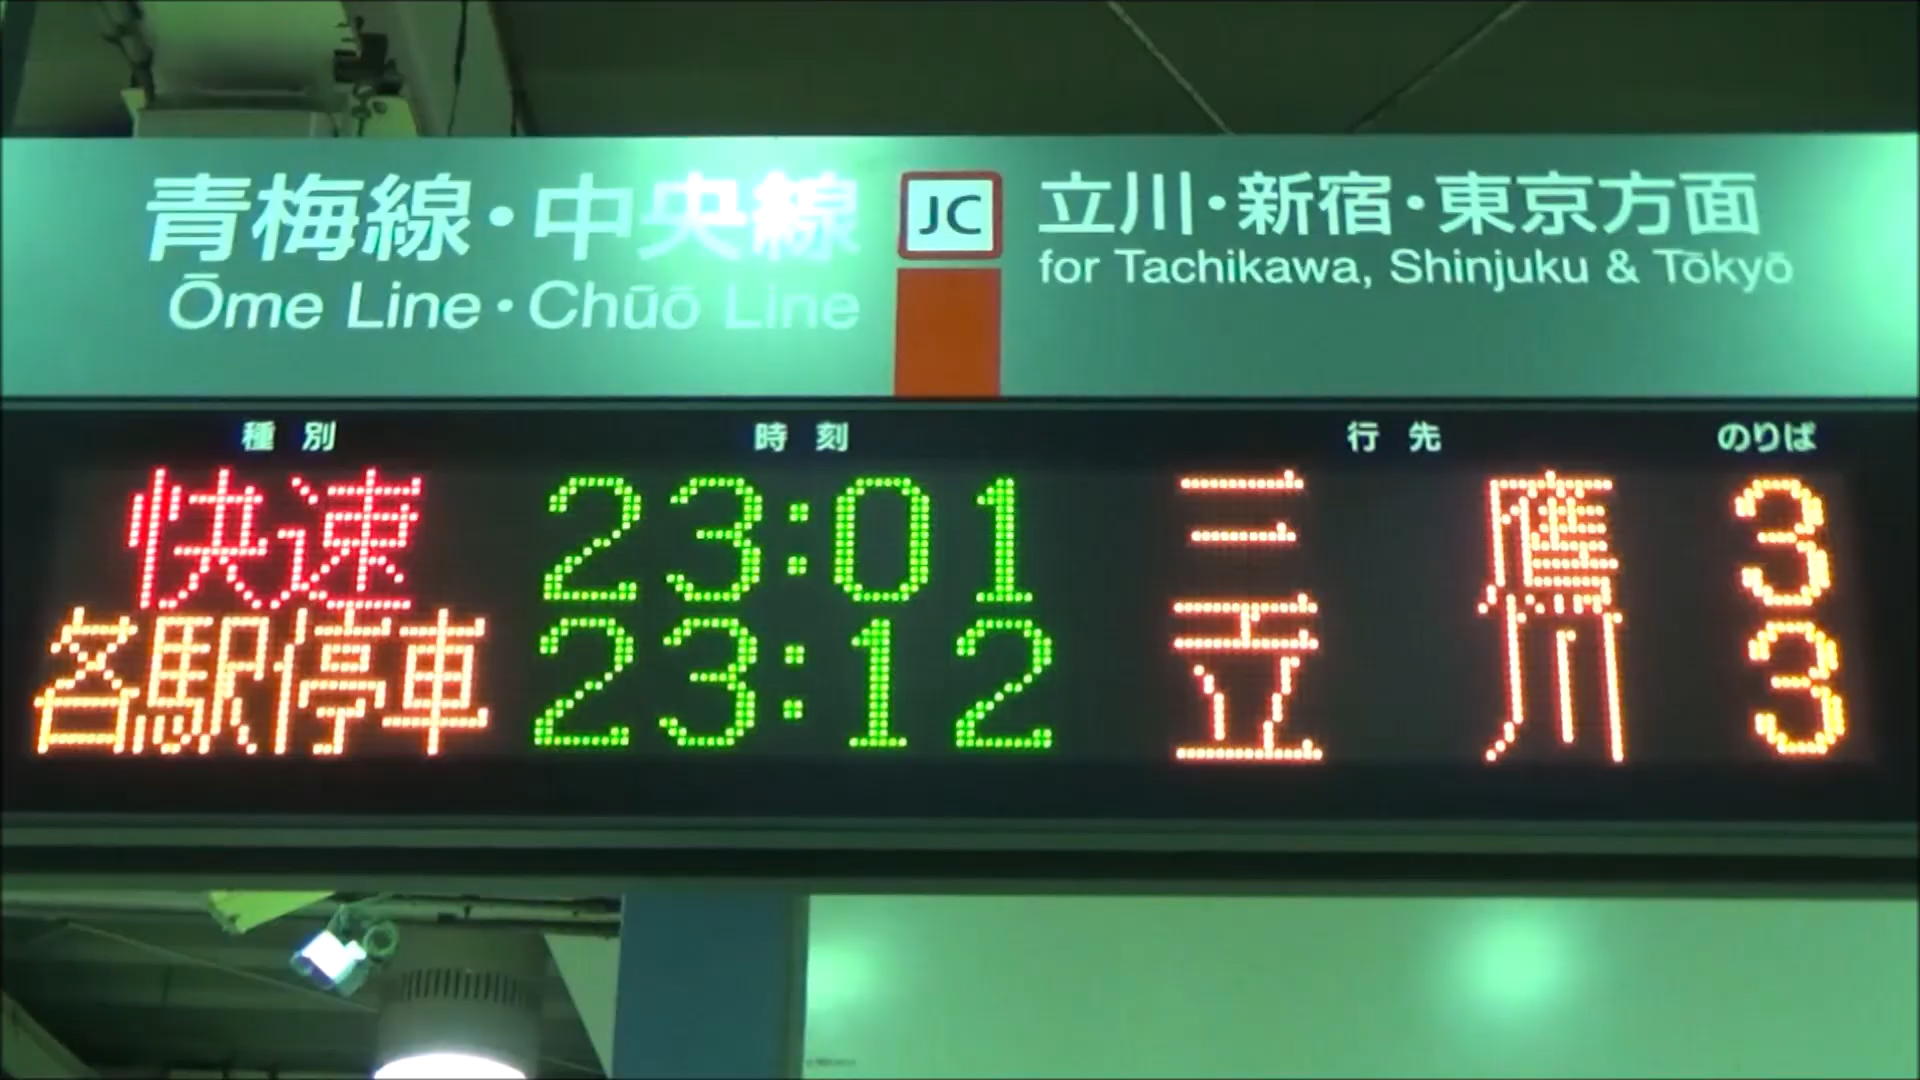 青梅線・中央線
Ōme Line・Chūō Line
JC
立川・新宿・東京方面
for Tachikawa, Shinjuku & Tōkyō
種別 時刻 行先 のりば
快速 23:01 三鷹 3
各駅停車 23:12 立川 3